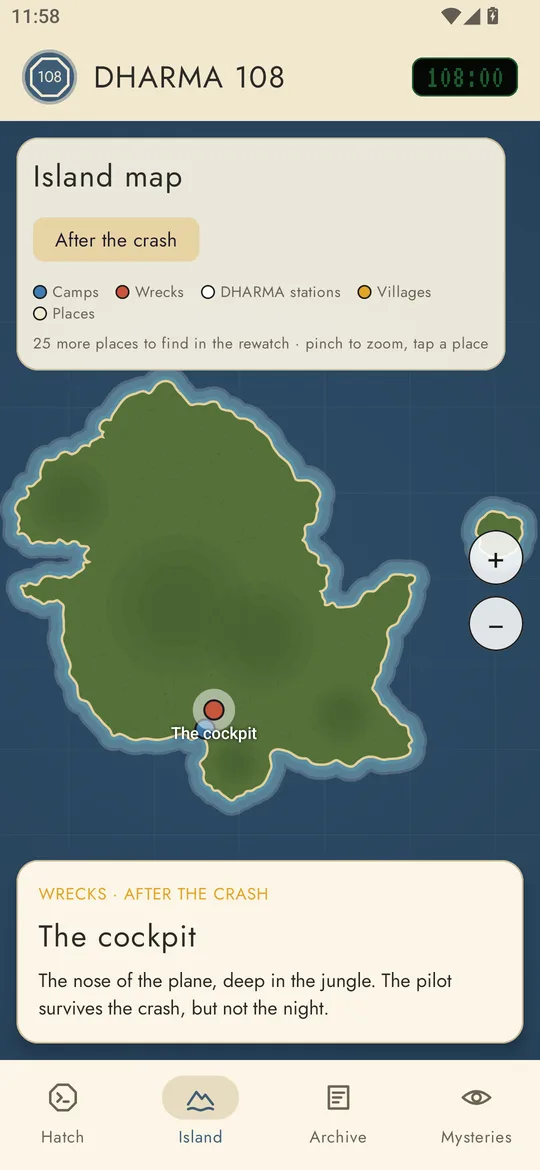 11:58
108
DHARMA 108
108:00
Island map
After the crash
Camps
Wrecks
DHARMA stations
Villages
Places
25 more places to find in the rewatch · pinch to zoom, tap a place
+
−
The cockpit
WRECKS · AFTER THE CRASH
The cockpit
The nose of the plane, deep in the jungle. The pilot
survives the crash, but not the night.
Hatch
Island
Archive
Mysteries